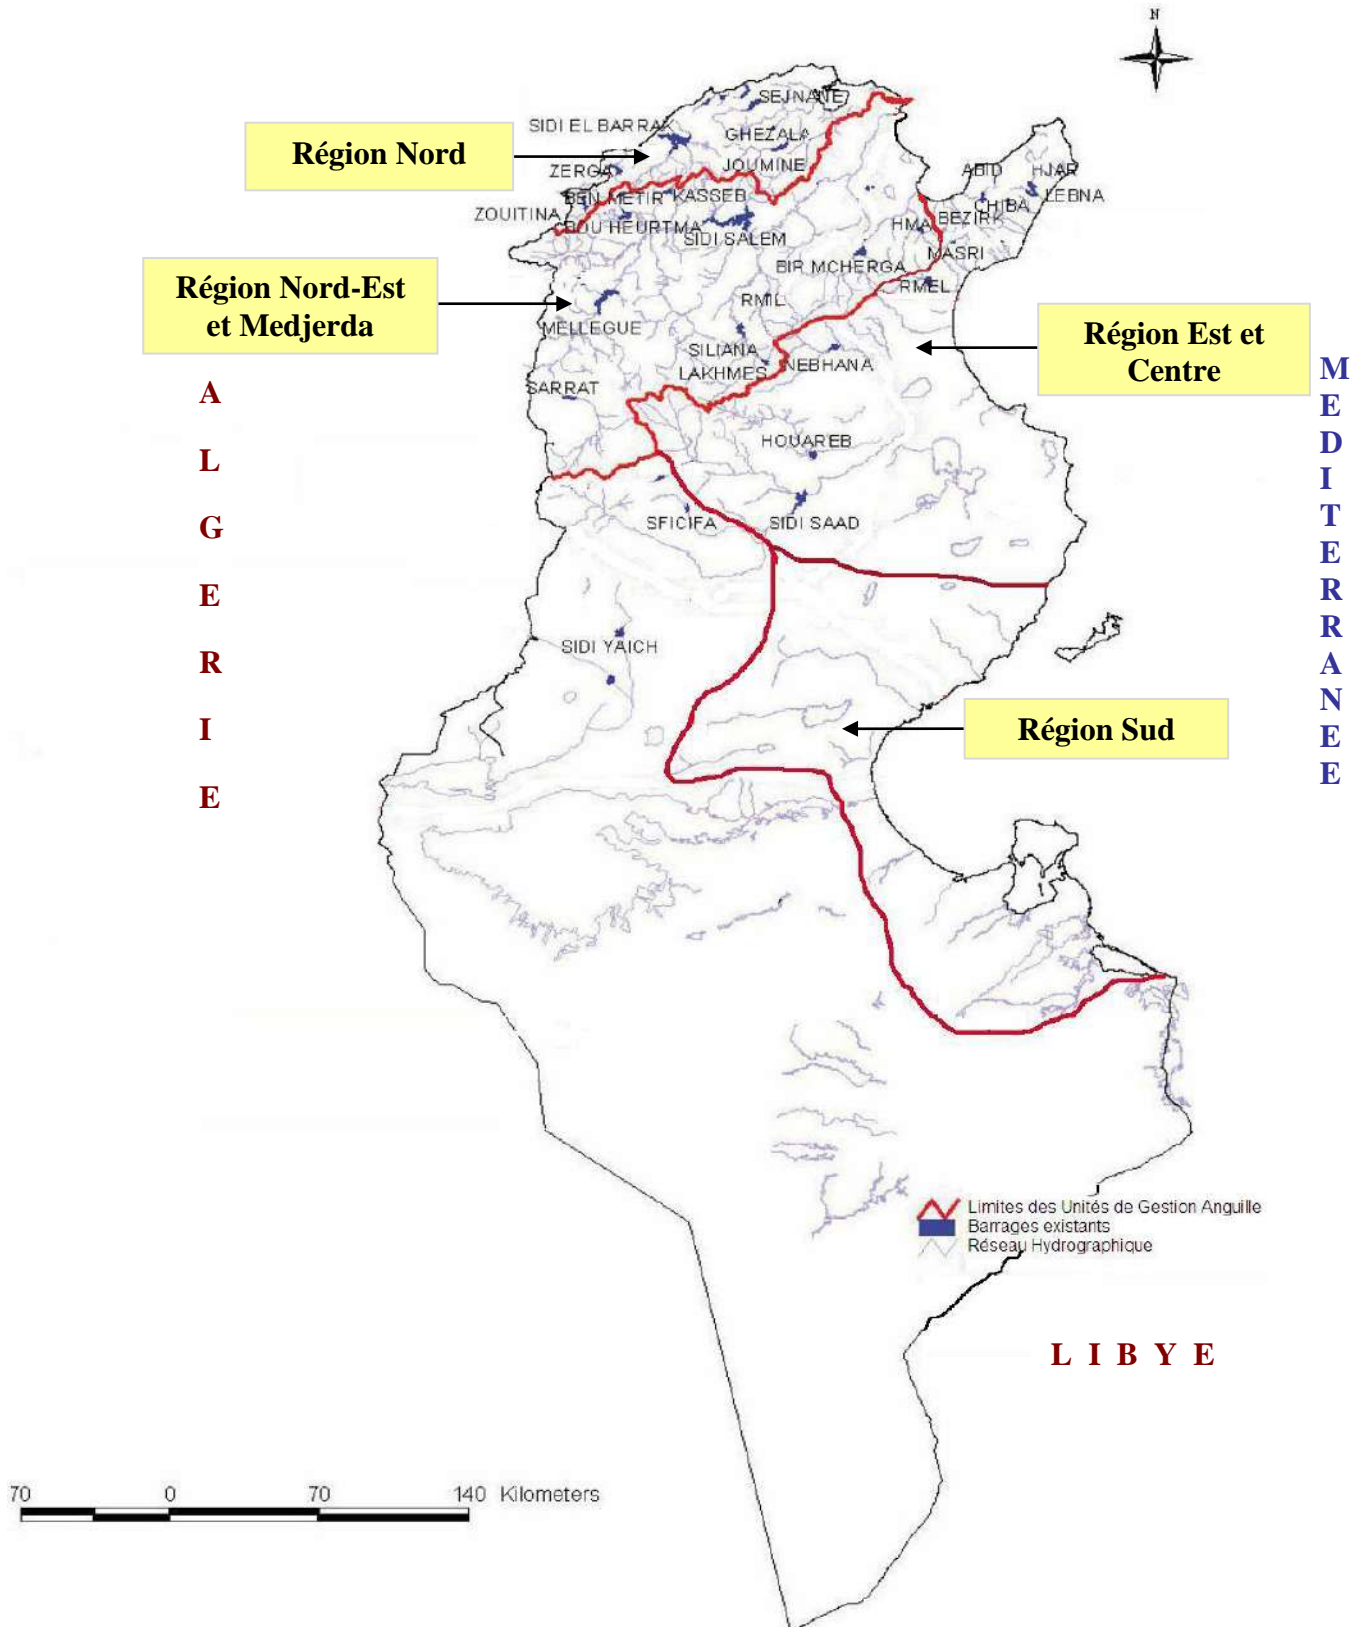 N
SEJNANE
SIDI EL BARRAK
GHEZALA
Région Nord
JOUMINE
ZERGA
ABID
HJAR
BEN METIR
KASSEB
LEBNA
CHIBA
ZOUITINA
BEZIRK
BOU HEURTMA
HMA
SIDI SALEM
MASRI
BIR MCHERGA
RMEL
Région Nord-Est
et Medjerda
RMIL
MELLEGUE
Région Est et
Centre
SILIANA
NEBHANA
LAKHMES
SARRAT
A
L
G
E
R
I
E
M
E
D
I
T
E
R
R
A
N
E
E
HOUAREB
SFICIFA
SIDI SAAD
SIDI YAICH
Région Sud
Limites des Unités de Gestion Anguille
Barrages existants
Réseau Hydrographique
L I B Y E
70 0 70 140 Kilometers